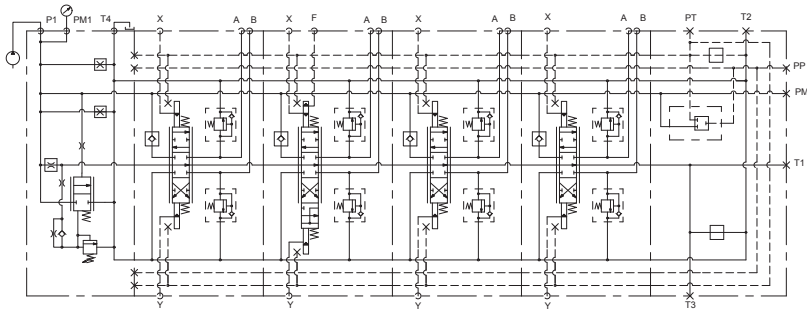 P1 PM1 T4 X A B X F A B X A B X A B PT T2
PP
PM
T1
Y Y Y Y T3